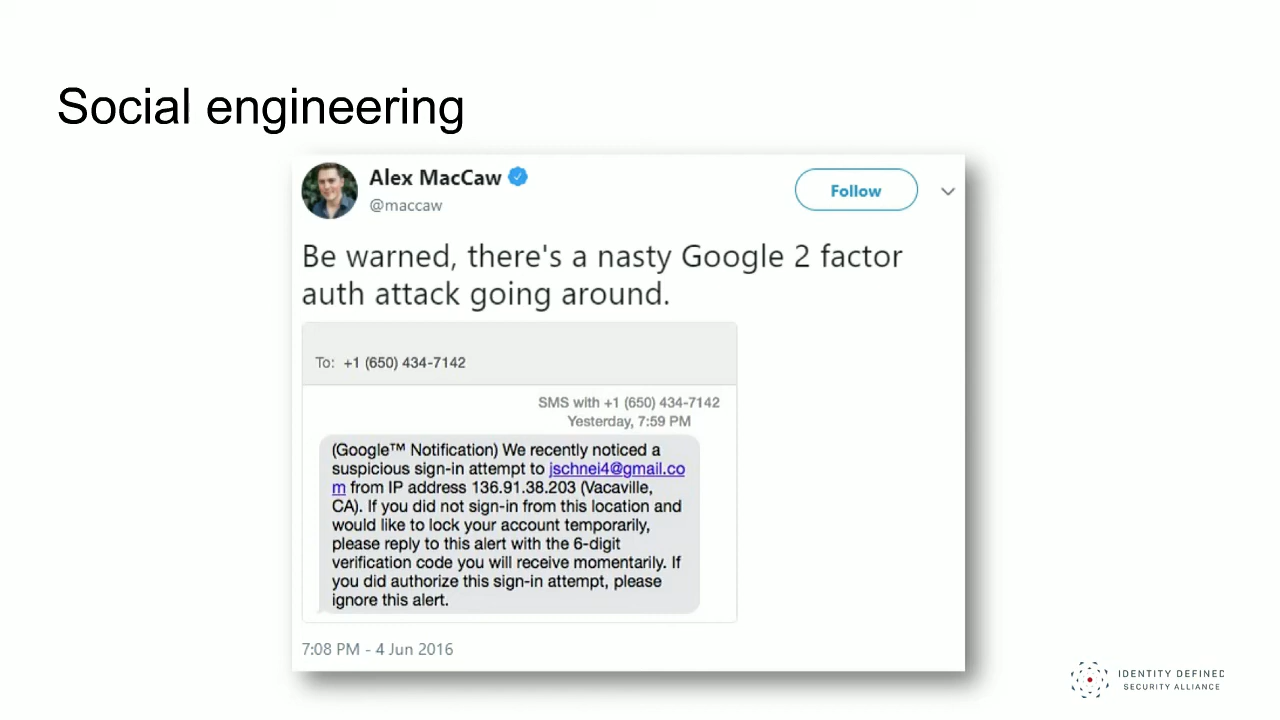 Social engineering
Alex MacCaw
@maccaw
Follow
Be warned, there's a nasty Google 2 factor
auth attack going around.
To: +1 (650) 434-7142
SMS with +1 (650) 434-7142
Yesterday, 7:59 PM
(Google™ Notification) We recently noticed a
suspicious sign-in attempt to jschnei4@gmail.co
m from IP address 136.91.38.203 (Vacaville,
CA). If you did not sign-in from this location and
would like to lock your account temporarily,
please reply to this alert with the 6-digit
verification code you will receive momentarily. If
you did authorize this sign-in attempt, please
ignore this alert.
7:08 PM - 4 Jun 2016
IDENTITY DEFINED
SECURITY ALLIANCE